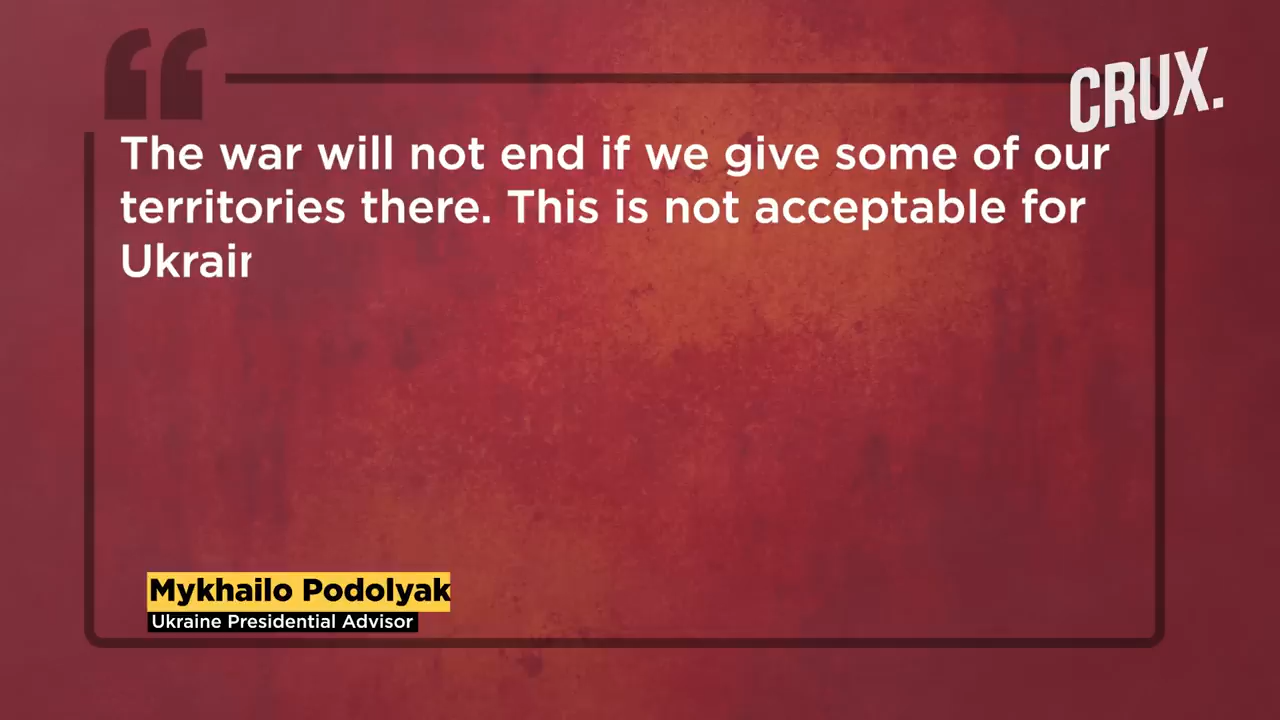 CRUX.
The war will not end if we give some of our
territories there. This is not acceptable for
Ukrair
Mykhailo Podolyak
Ukraine Presidential Advisor